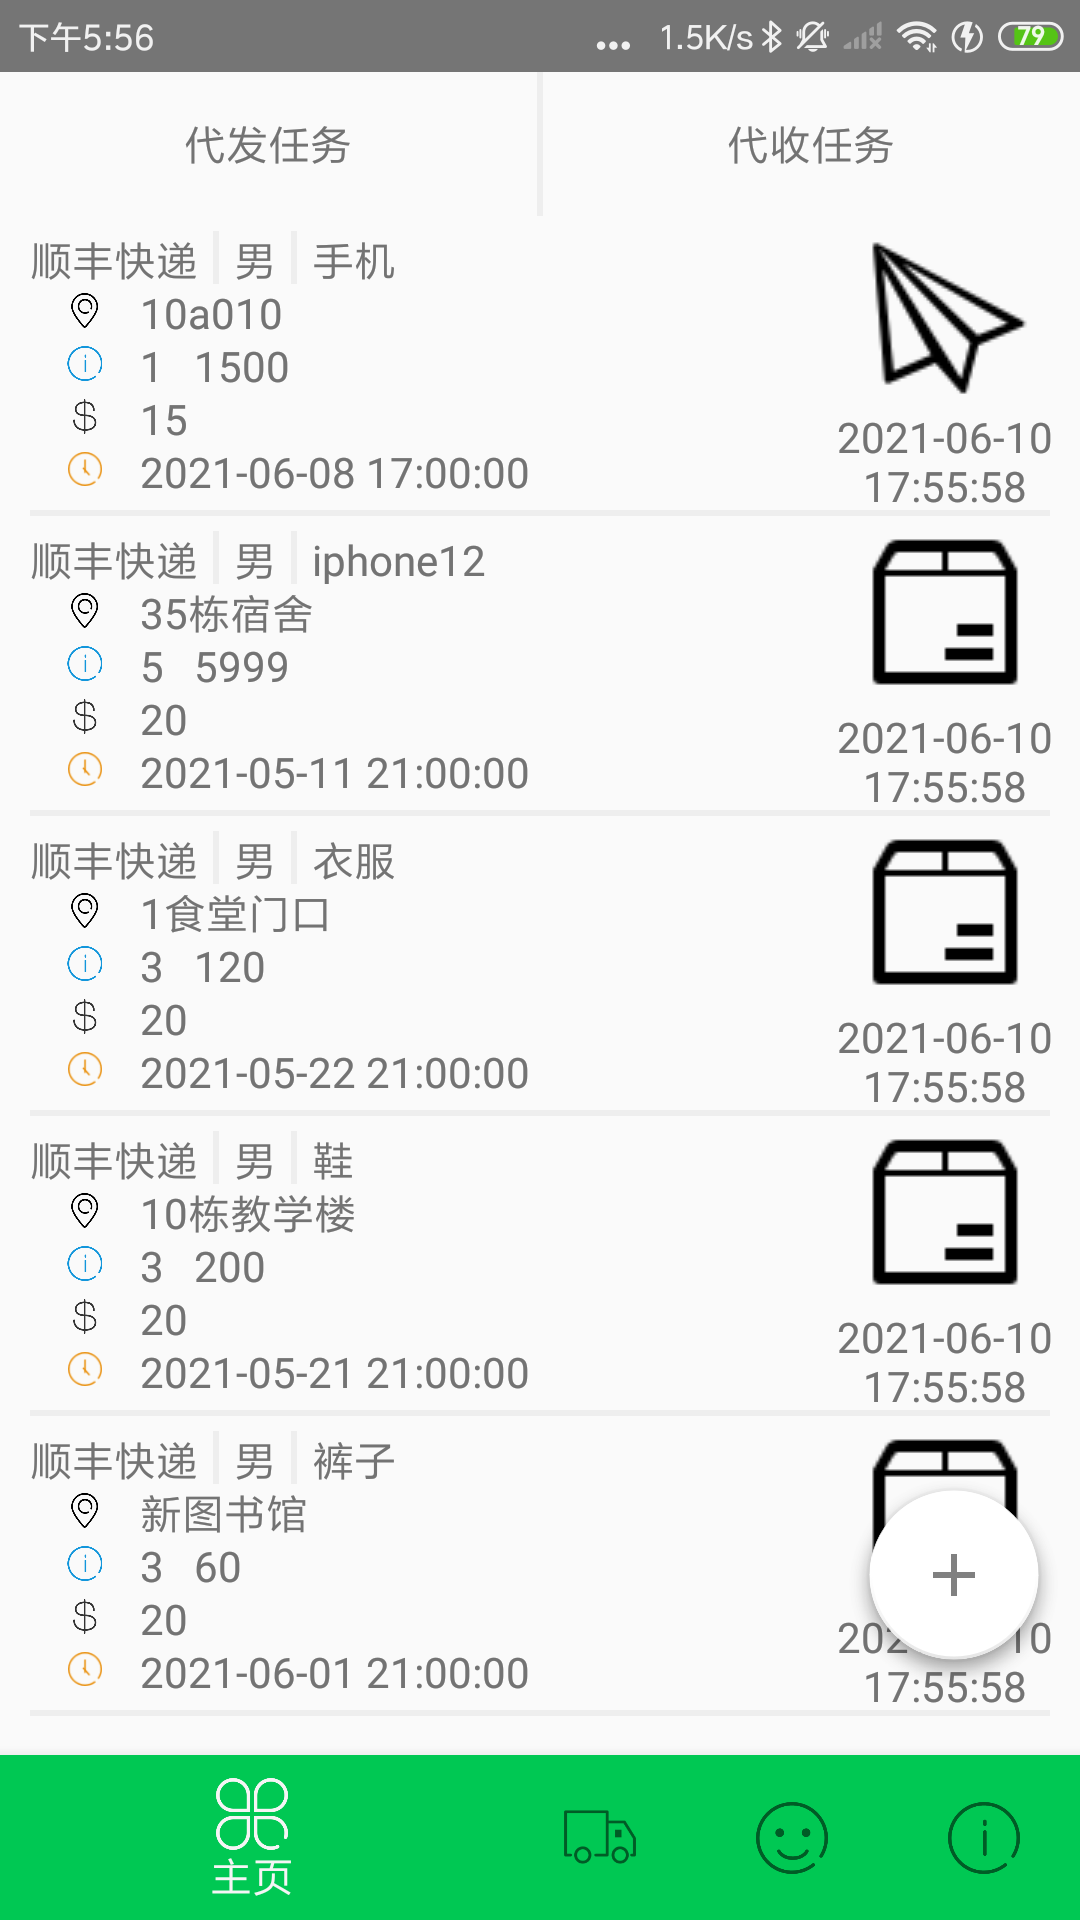 下午5:56
... 1.5K/s 79
代发任务 代收任务
顺丰快递 男 手机
10a010
1 1500
15
2021-06-08 17:00:00
2021-06-10
17:55:58
顺丰快递 男 iphone12
35栋宿舍
5 5999
20
2021-05-11 21:00:00
2021-06-10
17:55:58
顺丰快递 男 衣服
1食堂门口
3 120
20
2021-05-22 21:00:00
2021-06-10
17:55:58
顺丰快递 男 鞋
10栋教学楼
3 200
20
2021-05-21 21:00:00
2021-06-10
17:55:58
顺丰快递 男 裤子
新图书馆
3 60
20
2021-06-01 21:00:00
17:55:58
主页